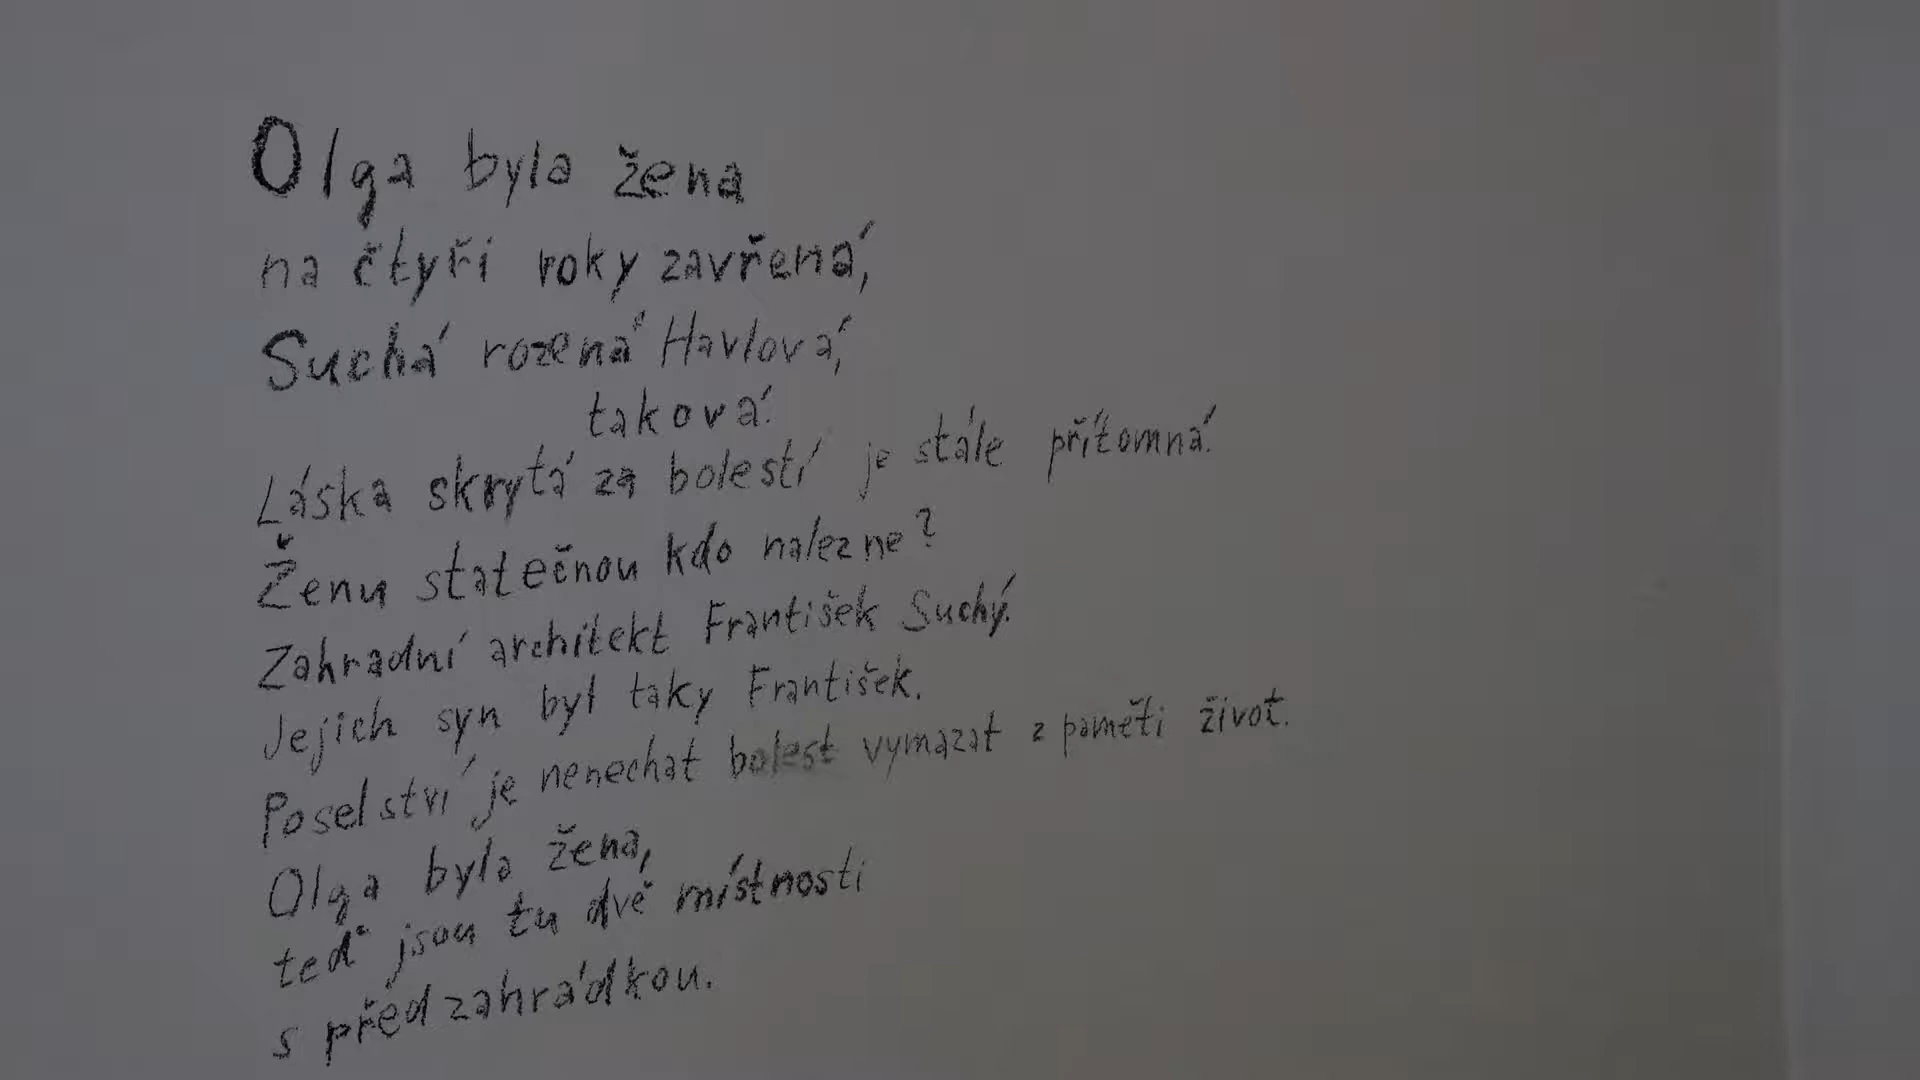 Olga byla žena
na čtyři roky zavřená,
Suchá rozená Havlová,
taková.
Láska skrytá za bolestí je stále přítomná.
Ženu statečnou kdo nalezne?
Zahradní architekt František Suchý.
Jejich syn byl taky František.
Poselství je nenechat bolest vymazat z paměti život.
Olga byla žena,
teď jsou tu dvě místnosti
s předzahrádkou.